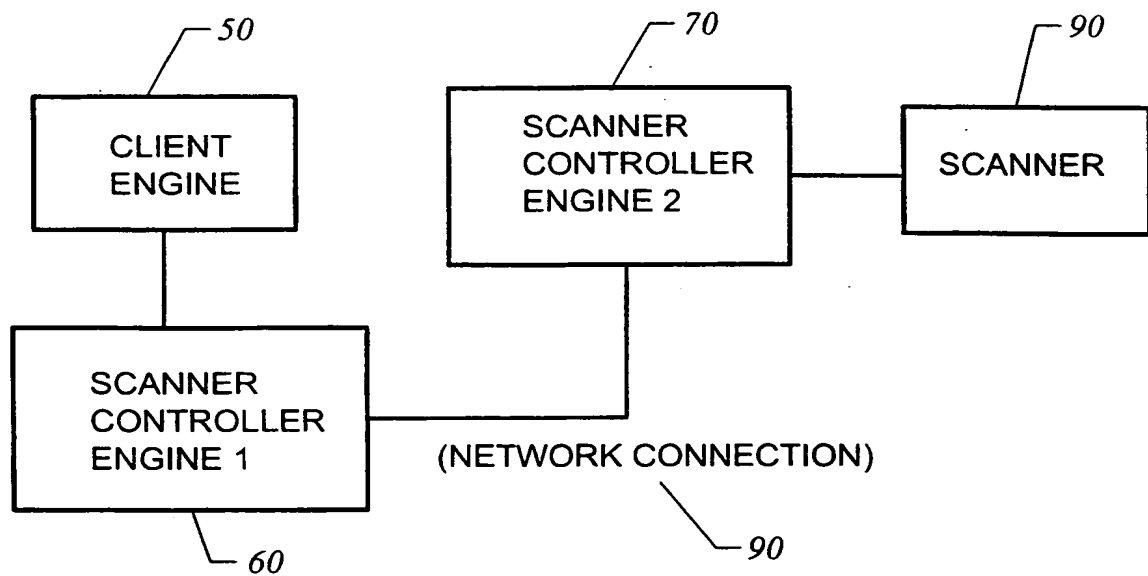 50
70
90
CLIENT
ENGINE
SCANNER
CONTROLLER
ENGINE 2
SCANNER
SCANNER
CONTROLLER
ENGINE 1
(NETWORK CONNECTION)
60
90